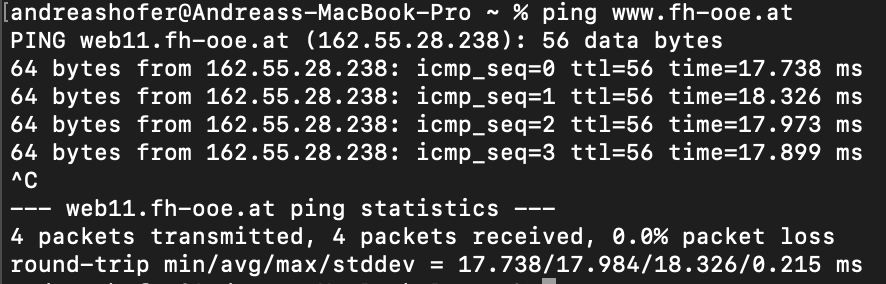 [andreashofer@Andreass-MacBook-Pro ~ % ping www.fh-ooe.at
PING web11.fh-ooe.at (162.55.28.238): 56 data bytes
64 bytes from 162.55.28.238: icmp_seq=0 ttl=56 time=17.738 ms
64 bytes from 162.55.28.238: icmp_seq=1 ttl=56 time=18.326 ms
64 bytes from 162.55.28.238: icmp_seq=2 ttl=56 time=17.973 ms
64 bytes from 162.55.28.238: icmp_seq=3 ttl=56 time=17.899 ms
^C
--- web11.fh-ooe.at ping statistics ---
4 packets transmitted, 4 packets received, 0.0% packet loss
round-trip min/avg/max/stddev = 17.738/17.984/18.326/0.215 ms